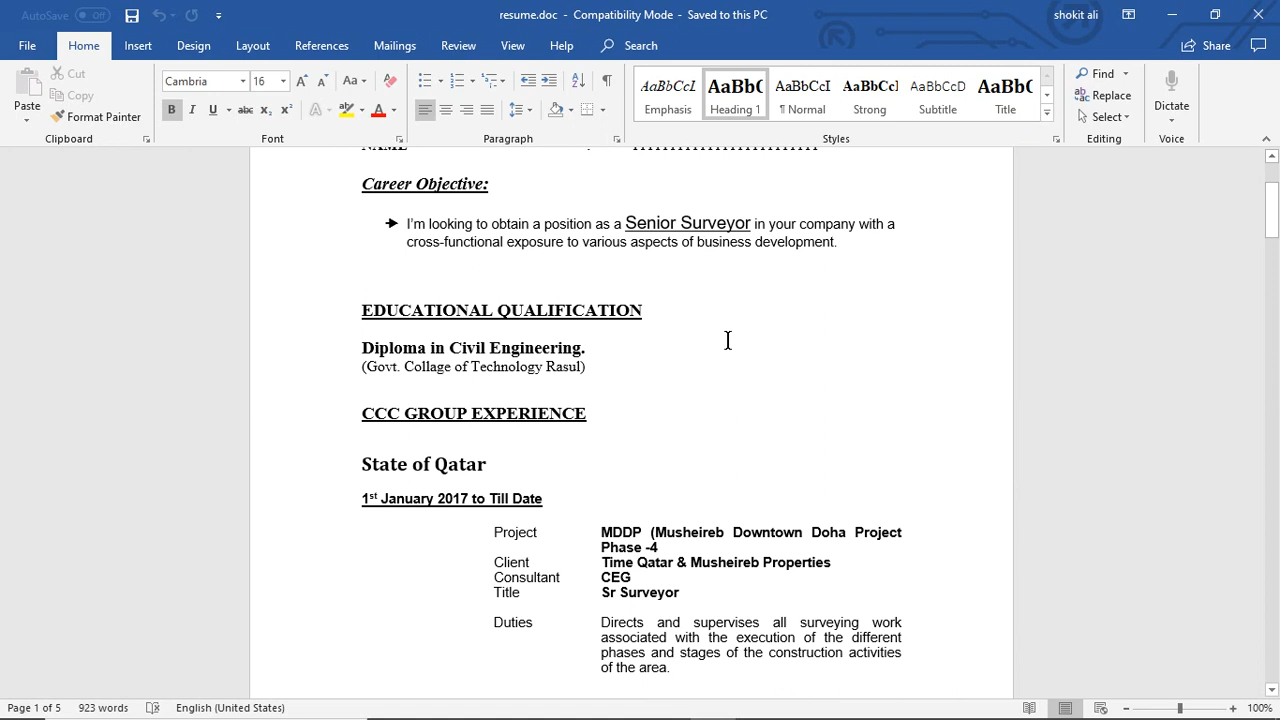 AutoSave Off resume.doc - Compatibility Mode - Saved to this PC shokit ali
File Home Insert Design Layout References Mailings Review View Help Search Share
Paste Cut Copy Format Painter
Cambria 16 Aa
B I U abc x₂ x² A A
AaBbCcI AaBb( AaBbCcI AaBbCc AaBbCcD AaBb(
Emphasis Heading 1 ¶ Normal Strong Subtitle Title
Find Replace Select Dictate
Clipboard Font Paragraph Styles Editing Voice
NAME :
Career Objective:
I'm looking to obtain a position as a Senior Surveyor in your company with a
cross-functional exposure to various aspects of business development.
EDUCATIONAL QUALIFICATION
Diploma in Civil Engineering.
(Govt. Collage of Technology Rasul)
CCC GROUP EXPERIENCE
State of Qatar
1st January 2017 to Till Date
Project MDDP (Musheireb Downtown Doha Project
Phase -4
Client Time Qatar & Musheireb Properties
Consultant CEG
Title Sr Surveyor
Duties Directs and supervises all surveying work
associated with the execution of the different
phases and stages of the construction activities
of the area.
Page 1 of 5 923 words English (United States) 100%